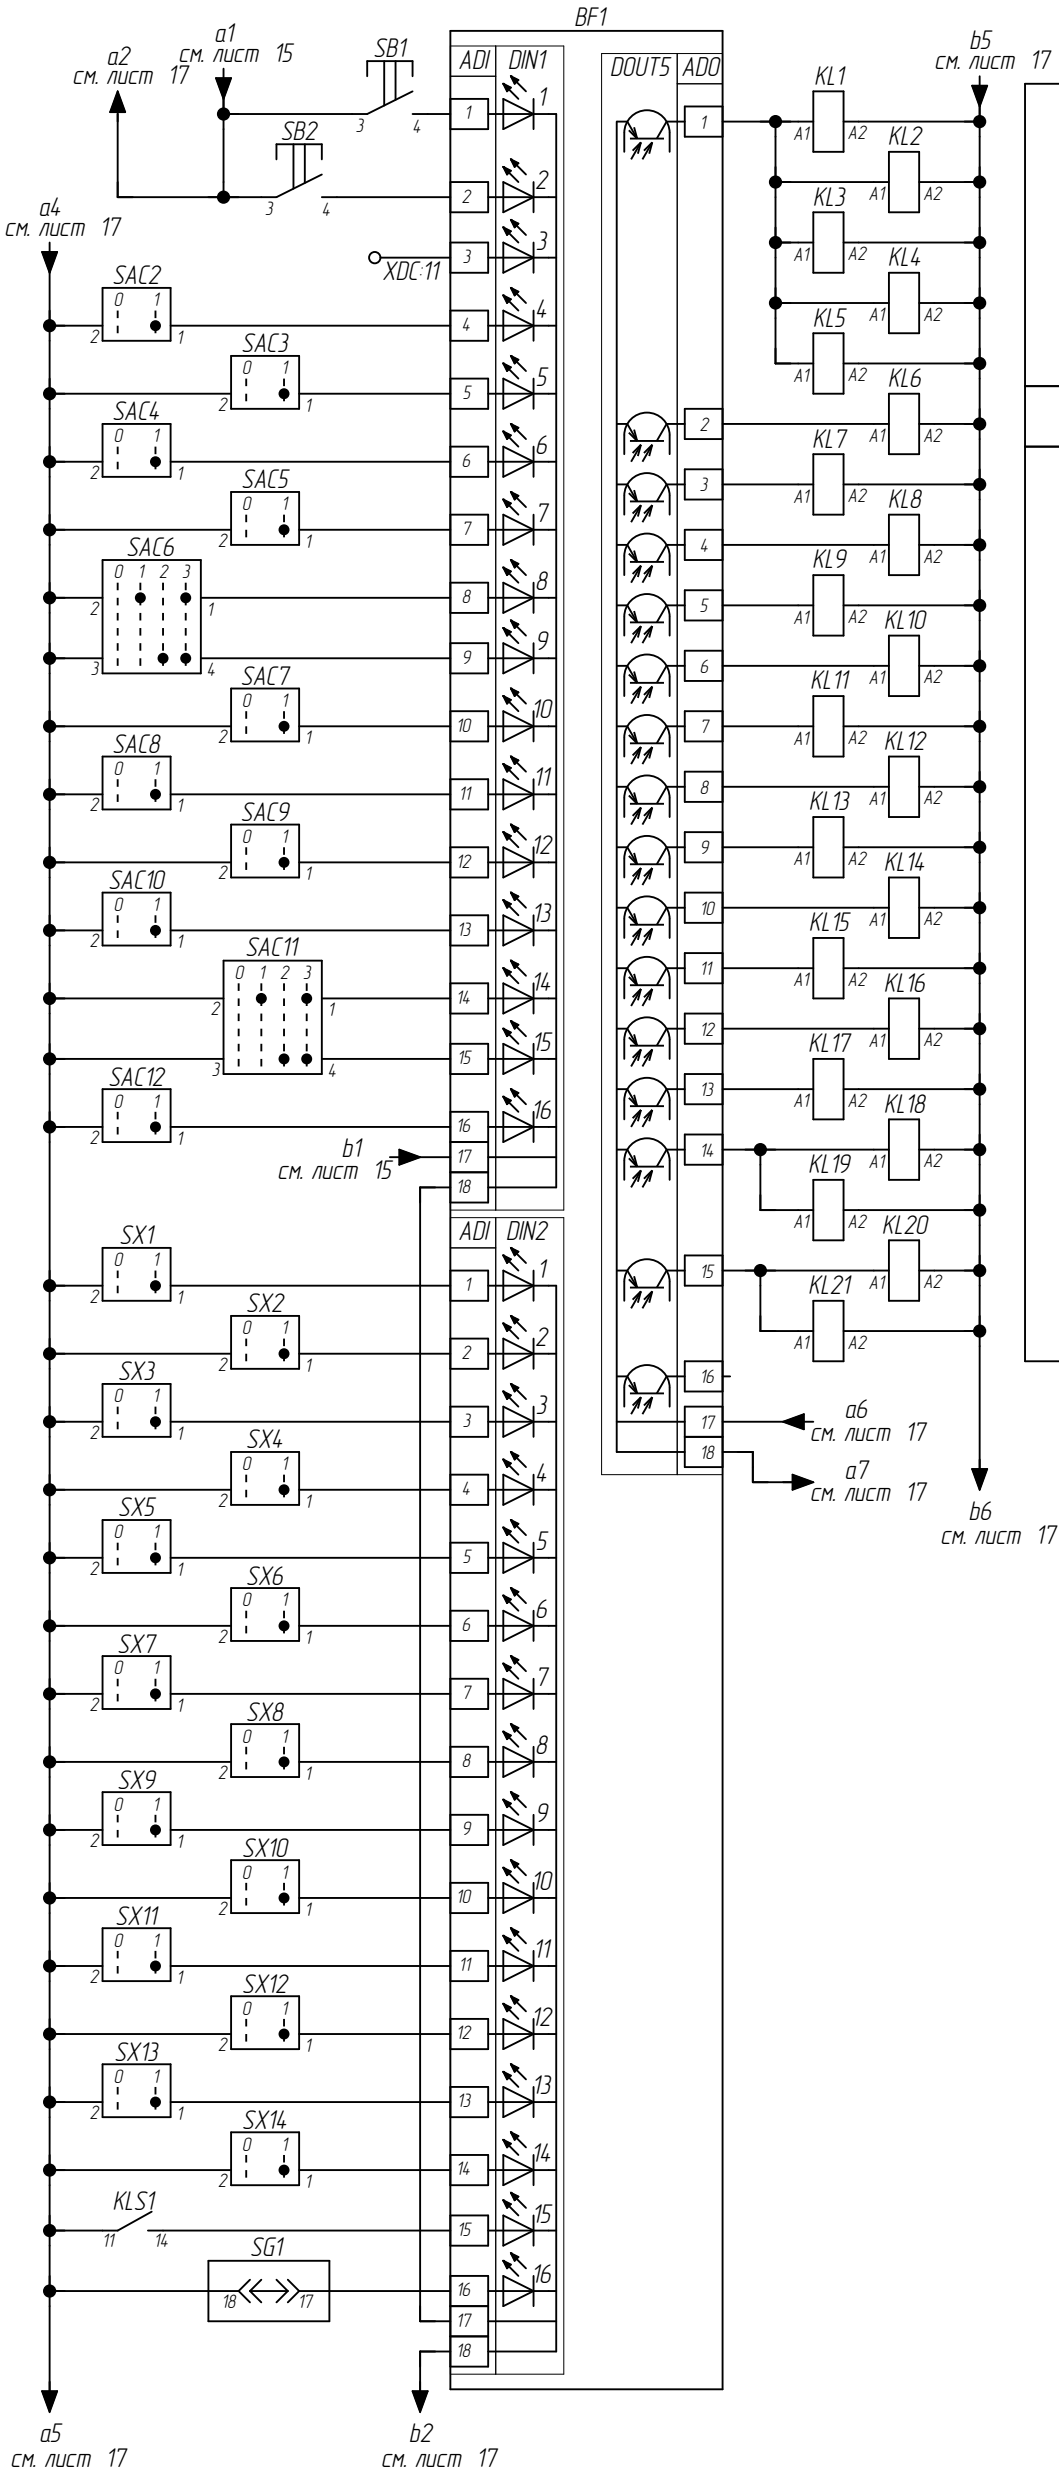 BF1
a1
см. лист 15
a2
см. лист 17
SB1
3 4
SB2
3 4
a4
см. лист 17
XDC:11
ADI DIN1
1 1
2 2
3 3
SAC2
0 1
2 1
4 4
SAC3
0 1
2 1
5 5
SAC4
0 1
2 1
6 6
SAC5
0 1
2 1
7 7
SAC6
0 1 2 3
2 1
8 8
3 4
9 9
SAC7
0 1
2 1
10 10
SAC8
0 1
2 1
11 11
SAC9
0 1
2 1
12 12
SAC10
0 1
2 1
13 13
SAC11
0 1 2 3
2 1
14 14
3 4
15 15
SAC12
0 1
2 1
16 16
b1
см. лист 15
17
18
ADI DIN2
SX1
0 1
2 1
1 1
SX2
0 1
2 1
2 2
SX3
0 1
2 1
3 3
SX4
0 1
2 1
4 4
SX5
0 1
2 1
5 5
SX6
0 1
2 1
6 6
SX7
0 1
2 1
7 7
SX8
0 1
2 1
8 8
SX9
0 1
2 1
9 9
SX10
0 1
2 1
10 10
SX11
0 1
2 1
11 11
SX12
0 1
2 1
12 12
SX13
0 1
2 1
13 13
SX14
0 1
2 1
14 14
KLS1
11 14
15 15
SG1
18 17
16 16
17
18
a5
см. лист 17
b2
см. лист 17
DOUT5 ADO
b5
см. лист 17
1
KL1
A1 A2
KL2
A1 A2
KL3
A1 A2
KL4
A1 A2
KL5
A1 A2
2
KL6
A1 A2
3
KL7
A1 A2
4
KL8
A1 A2
5
KL9
A1 A2
6
KL10
A1 A2
7
KL11
A1 A2
8
KL12
A1 A2
9
KL13
A1 A2
10
KL14
A1 A2
11
KL15
A1 A2
12
KL16
A1 A2
13
KL17
A1 A2
14
KL18
A1 A2
KL19
A1 A2
15
KL20
A1 A2
KL21
A1 A2
16
17
a6
см. лист 17
18
a7
см. лист 17
b6
см. лист 17